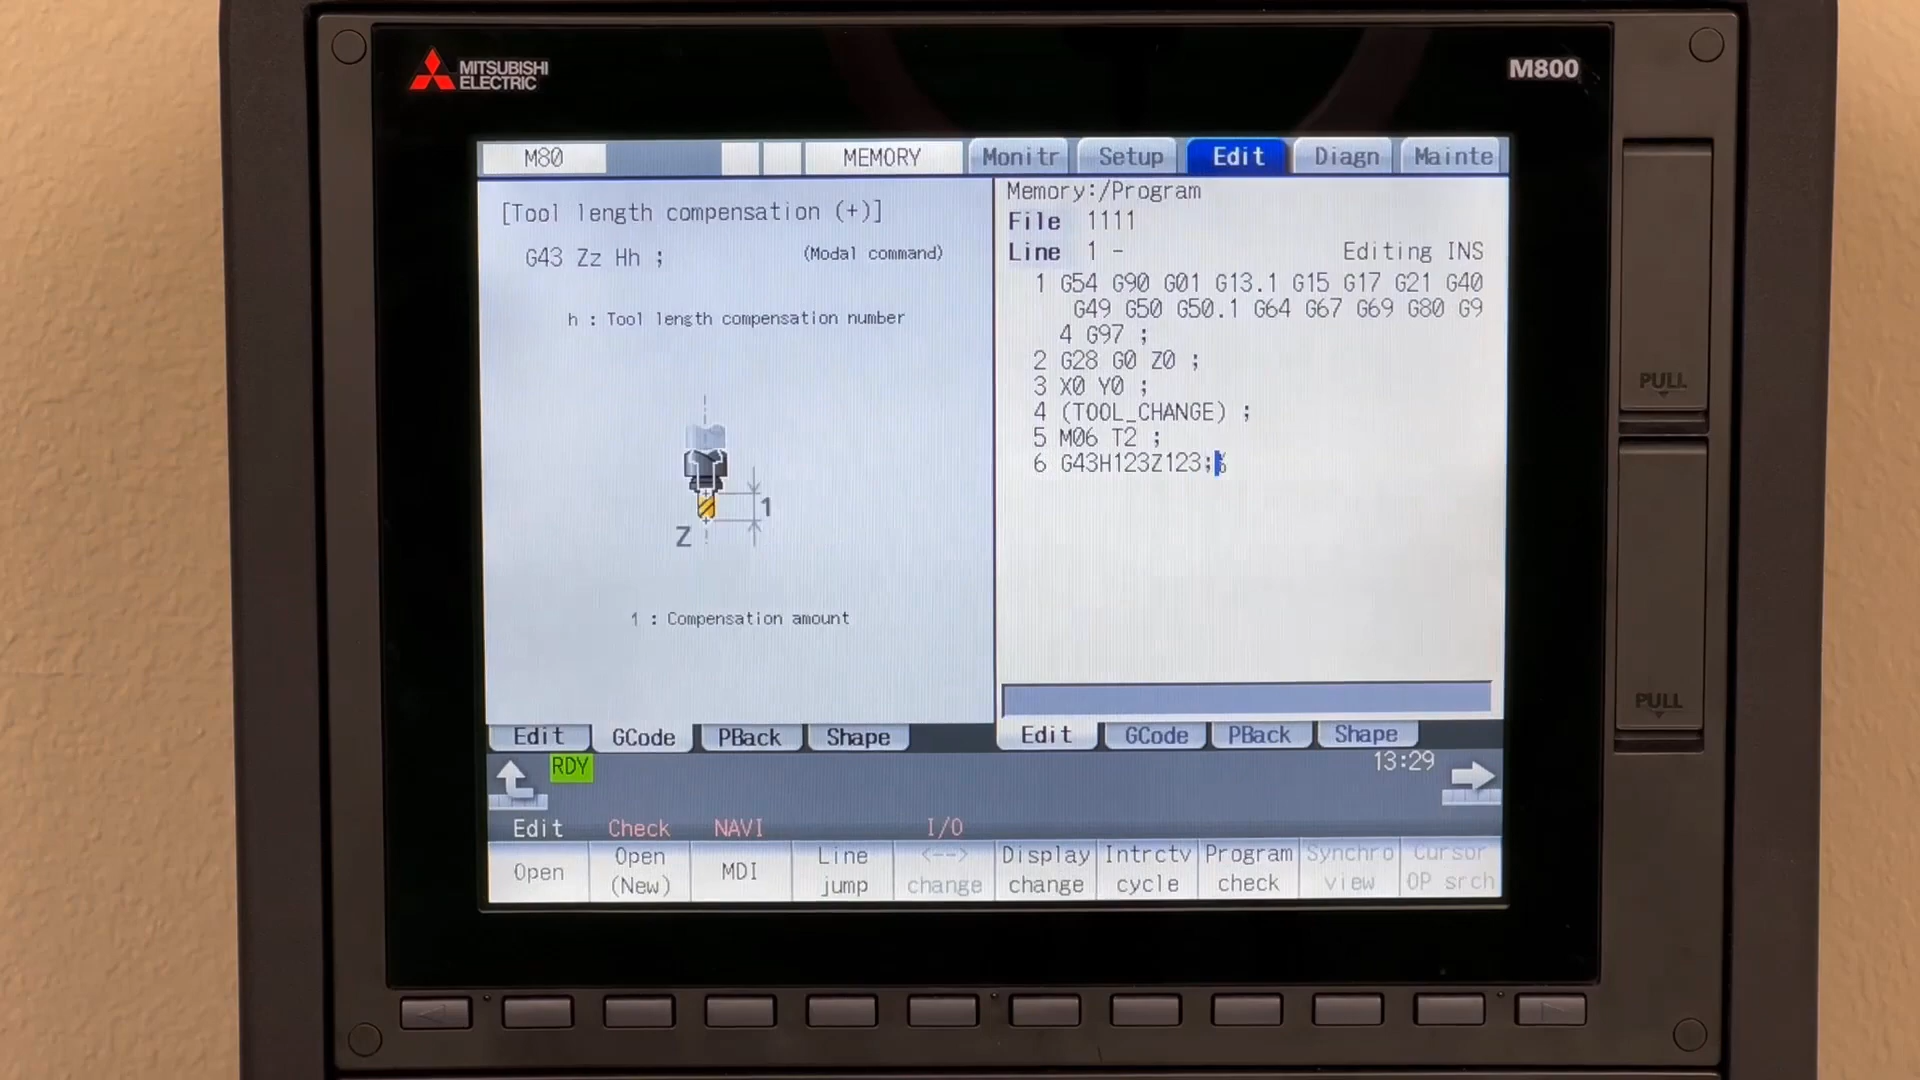 MITSUBISHI
ELECTRIC
M800
M80
MEMORY
Monitr
Setup
Edit
Diagn
Mainte
[Tool length compensation (+)]
G43 Zz Hh ;
(Modal command)
h : Tool length compensation number
1
Z
1 : Compensation amount
Memory:/Program
File 1111
Line 1 -
Editing INS
1 G54 G90 G01 G13.1 G15 G17 G21 G40
G49 G50 G50.1 G64 G67 G69 G80 G9
4 G97 ;
2 G28 G0 Z0 ;
3 X0 Y0 ;
4 (TOOL_CHANGE) ;
5 M06 T2 ;
6 G43H123Z123;%
Edit
GCode
PBack
Shape
Edit
GCode
PBack
Shape
RDY
13:29
Edit
Check
NAVI
I/O
Open
Open
(New)
MDI
Line
jump
<-->
change
Display
change
Intrctv
cycle
Program
check
Synchro
view
Cursor
OP srch
PULL
PULL